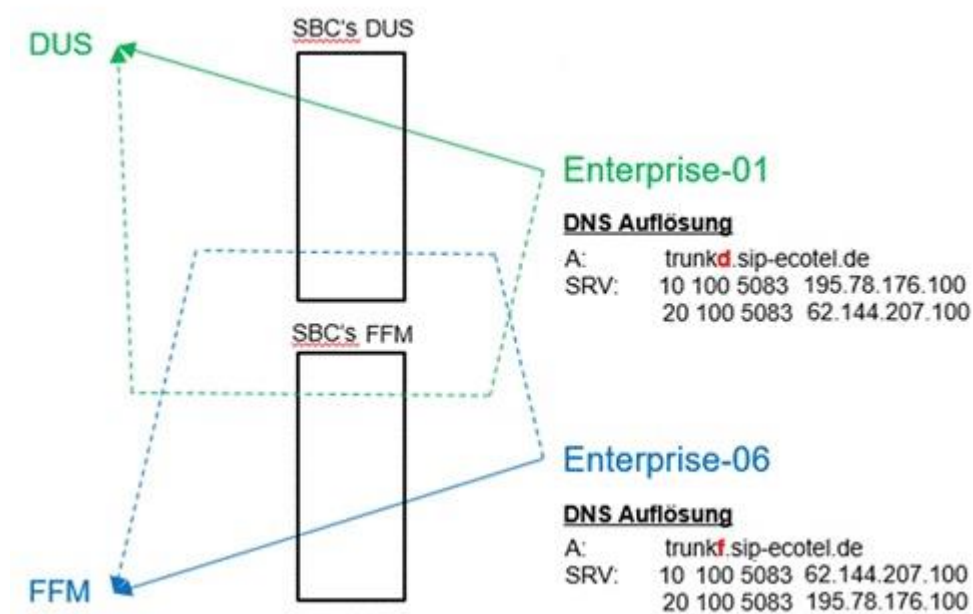 SBC's DUS
DUS
Enterprise-01
DNS Auflösung
A: trunkd.sip-ecotel.de
SRV: 10 100 5083 195.78.176.100
20 100 5083 62.144.207.100
SBC's FFM
Enterprise-06
DNS Auflösung
A: trunkf.sip-ecotel.de
SRV: 10 100 5083 62.144.207.100
20 100 5083 195.78.176.100
FFM